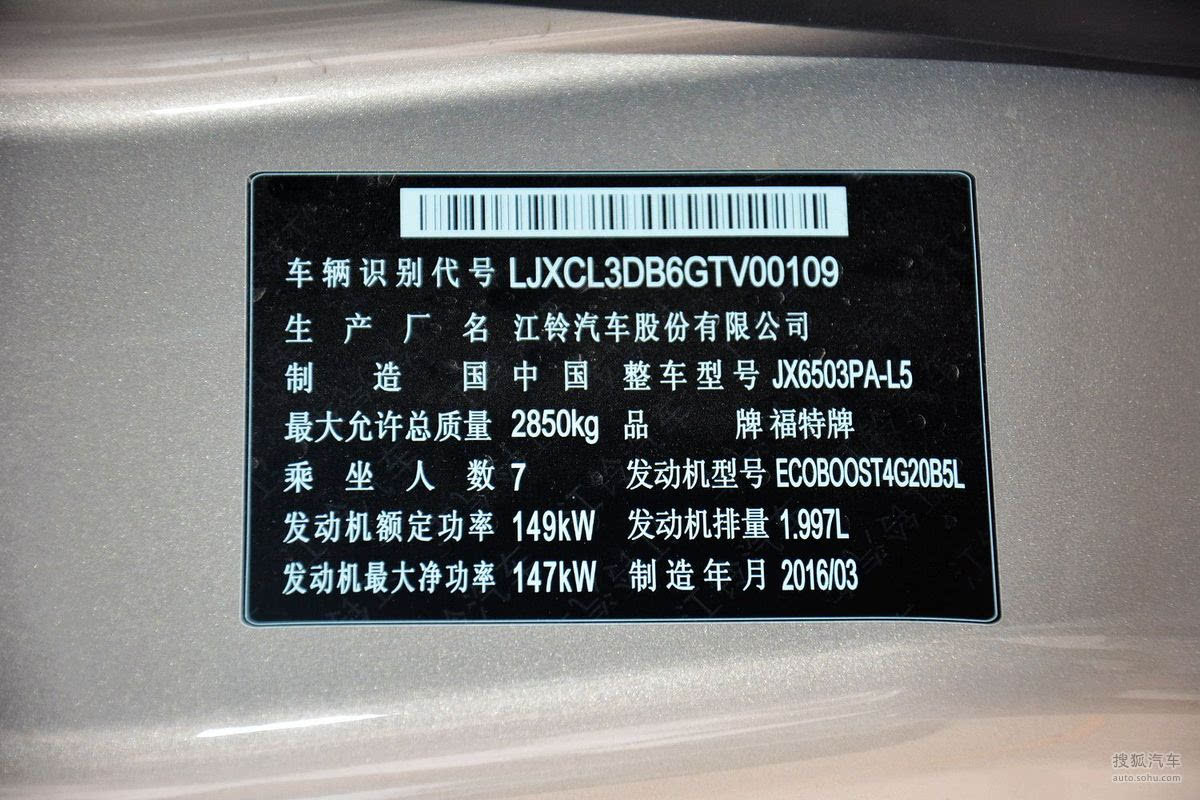 车辆识别代号 LJXCL3DB6GTV00109
生产厂名 江铃汽车股份有限公司
制造国 中国 整车型号 JX6503PA-L5
最大允许总质量 2850kg 品牌 福特牌
乘坐人数 7 发动机型号 ECOBOOST4G20B5L
发动机额定功率 149kW 发动机排量 1.997L
发动机最大净功率 147kW 制造年月 2016/03
搜狐汽车
auto.sohu.com